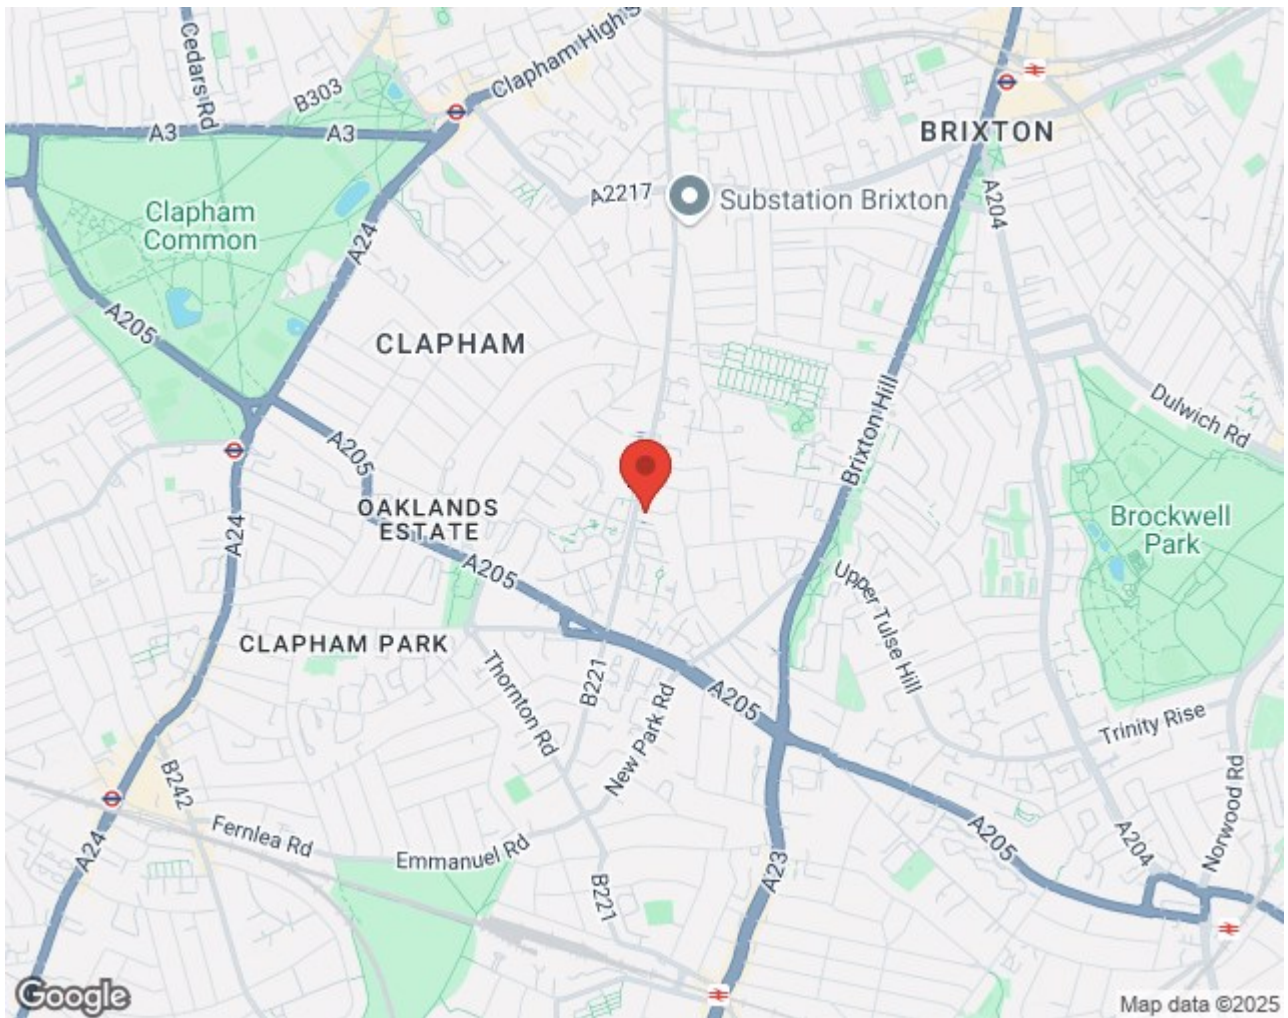 Cedars Rd
B303
Clapham High S
A3
A3
BRIXTON
A2217
A204
Substation Brixton
Clapham
Common
A24
A205
CLAPHAM
Brixton Hill
Dulwich Rd
A205
OAKLANDS
ESTATE
A24
Brockwell
Park
A205
Upper Tulse Hill
CLAPHAM PARK
Thornton Rd
B221
New Park Rd
A205
Trinity Rise
B242
Norwood Rd
Fernlea Rd
Emmanuel Rd
A24
A205
A204
A23
B221
Google
Map data ©2025